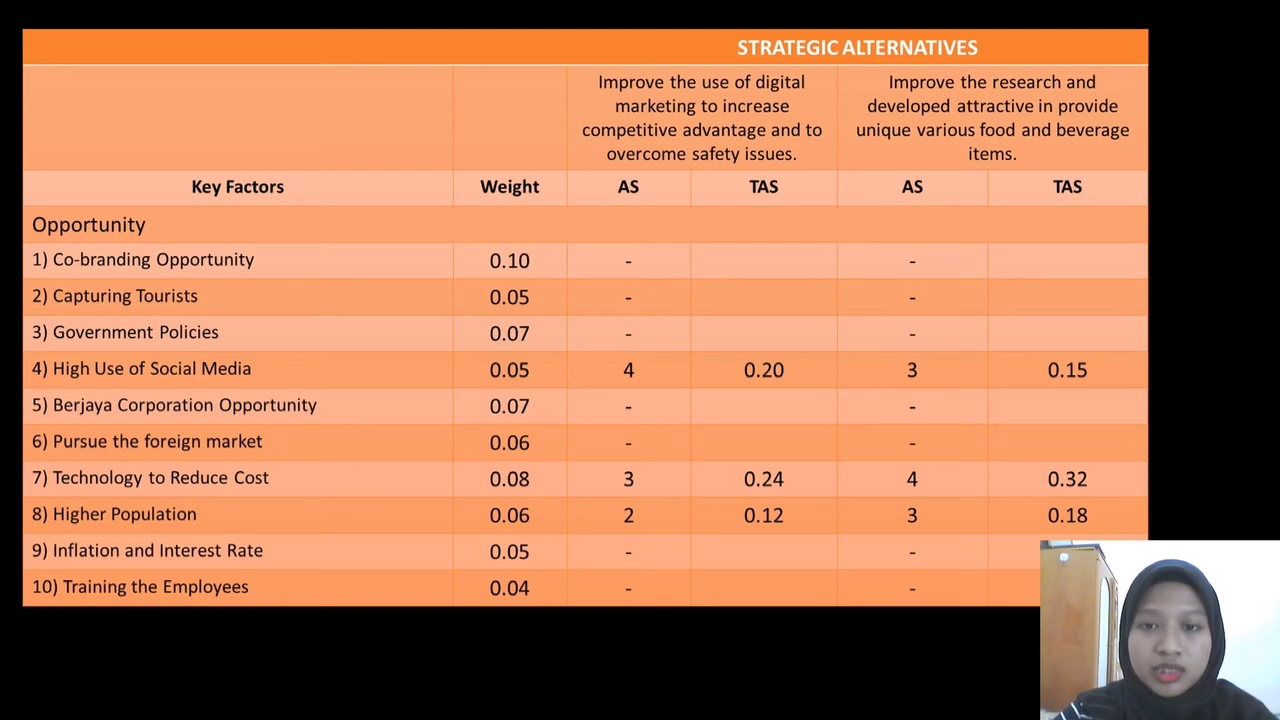 STRATEGIC ALTERNATIVES
Improve the use of digital
marketing to increase
competitive advantage and to
overcome safety issues.
Improve the research and
developed attractive in provide
unique various food and beverage
items.
Key Factors Weight AS TAS AS TAS
Opportunity
1) Co-branding Opportunity 0.10 - -
2) Capturing Tourists 0.05 - -
3) Government Policies 0.07 - -
4) High Use of Social Media 0.05 4 0.20 3 0.15
5) Berjaya Corporation Opportunity 0.07 - -
6) Pursue the foreign market 0.06 - -
7) Technology to Reduce Cost 0.08 3 0.24 4 0.32
8) Higher Population 0.06 2 0.12 3 0.18
9) Inflation and Interest Rate 0.05 - -
10) Training the Employees 0.04 - -